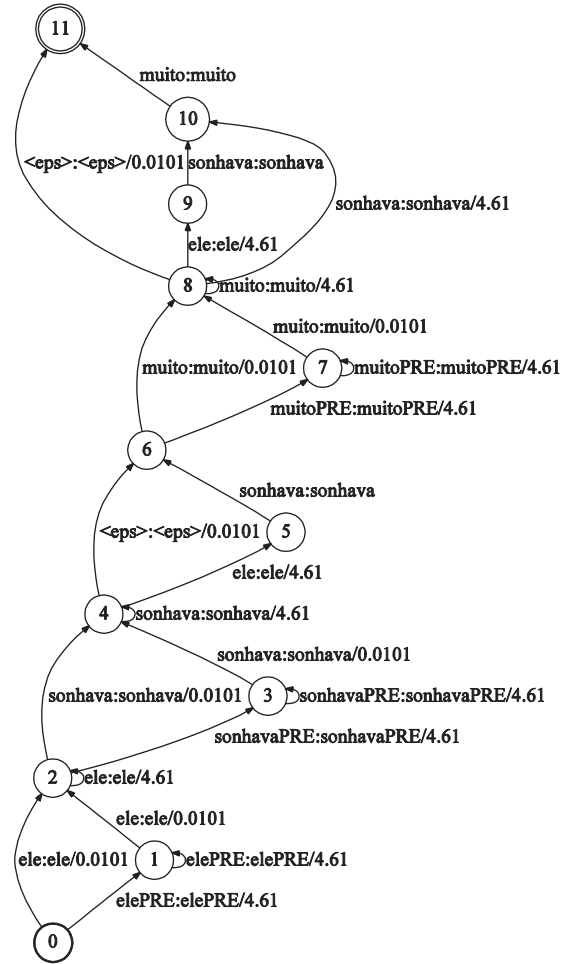 11
muito:muito
10
<eps>:<eps>/0.0101 sonhava:sonhava
9
sonhava:sonhava/4.61
ele:ele/4.61
8 muito:muito/4.61
muito:muito/0.0101
muito:muito/0.0101 7 muitoPRE:muitoPRE/4.61
muitoPRE:muitoPRE/4.61
6
sonhava:sonhava
<eps>:<eps>/0.0101 5
ele:ele/4.61
4 sonhava:sonhava/4.61
sonhava:sonhava/0.0101
sonhava:sonhava/0.0101 3 sonhavaPRE:sonhavaPRE/4.61
sonhavaPRE:sonhavaPRE/4.61
2 ele:ele/4.61
ele:ele/0.0101
ele:ele/0.0101 1 elePRE:elePRE/4.61
elePRE:elePRE/4.61
0